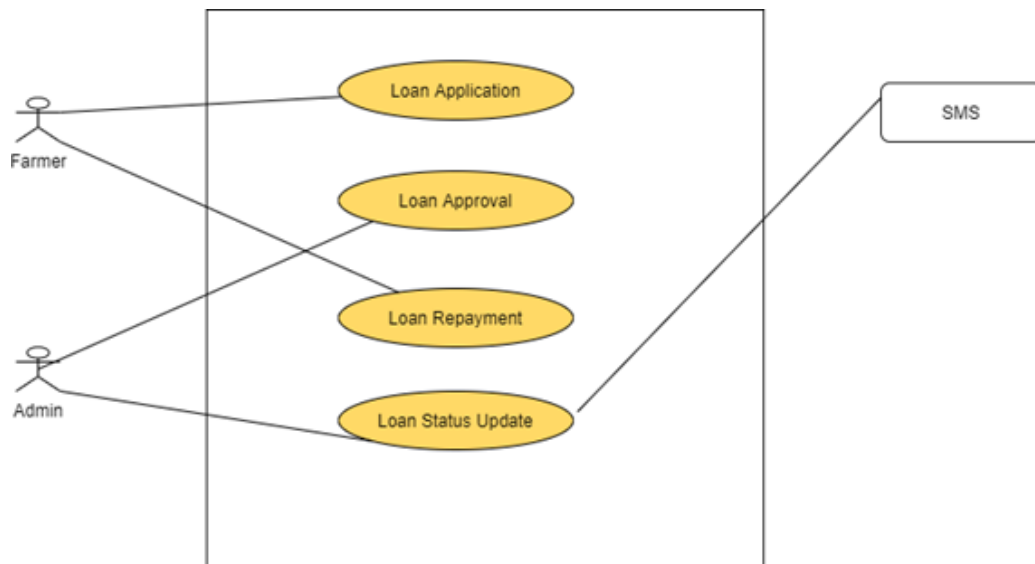 Loan Application
SMS
Farmer
Loan Approval
Loan Repayment
Admin
Loan Status Update